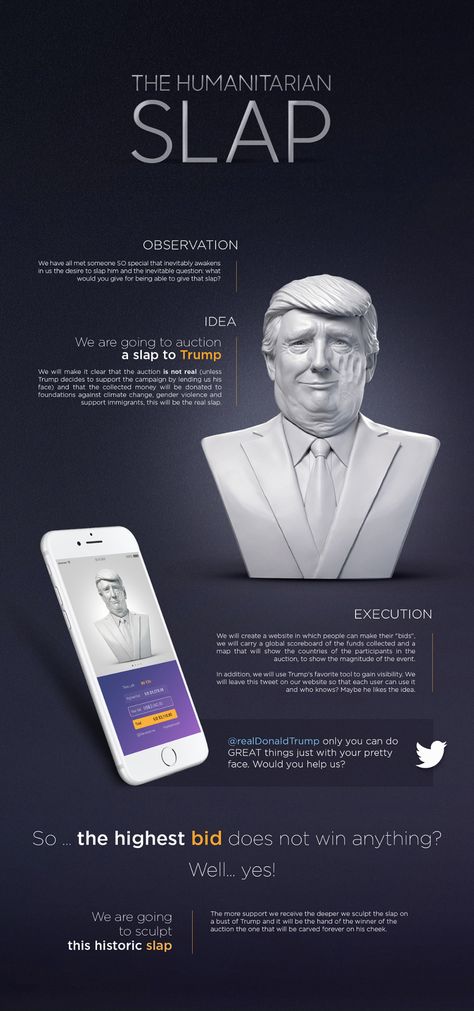 THE HUMANITARIAN
SLAP
OBSERVATION
We have all met someone SO special that inevitably awakens
in us the desire to slap him and the inevitable question: what
would you give for being able to give that slap?
IDEA
We are going to auction
a slap to Trump
We will make it clear that the auction is not real (unless
Trump decides to support the campaign by lending us his
face) and that the collected money will be donated to
foundations against climate change, gender violence and
support immigrants, this will be the real slap.
EXECUTION
We will create a website in which people can make their "bids",
we will carry a global scoreboard of the funds collected and a
map that will show the countries of the participants in the
auction, to show the magnitude of the event.
In addition, we will use Trump's favorite tool to gain visibility. We
will leave this tweet on our website so that each user can use it
and who knows? Maybe he likes the idea.
@realDonaldTrump only you can do
GREAT things just with your pretty
face. Would you help us?
So ... the highest bid does not win anything?
Well... yes!
We are going
to sculpt
this historic slap
The more support we receive the deeper we sculpt the slap on
a bust of Trump and it will be the hand of the winner of the
auction the one that will be carved forever on his cheek.